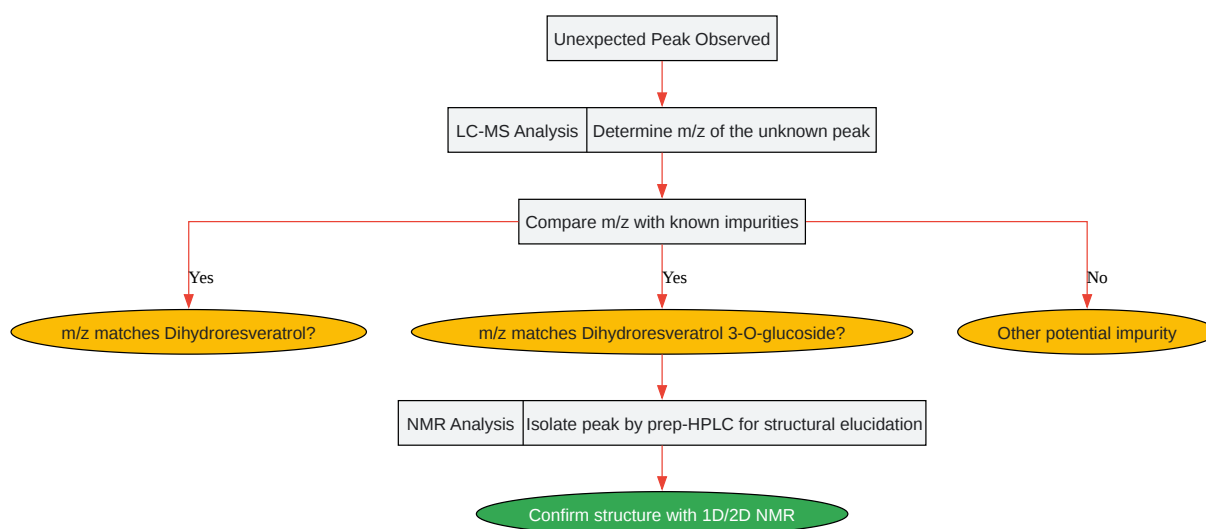 Unexpected Peak Observed
LC-MS Analysis
Determine m/z of the unknown peak
Compare m/z with known impurities
Yes
Yes
No
m/z matches Dihydroresveratrol?
m/z matches Dihydroresveratrol 3-O-glucoside?
Other potential impurity
NMR Analysis
Isolate peak by prep-HPLC for structural elucidation
Confirm structure with 1D/2D NMR